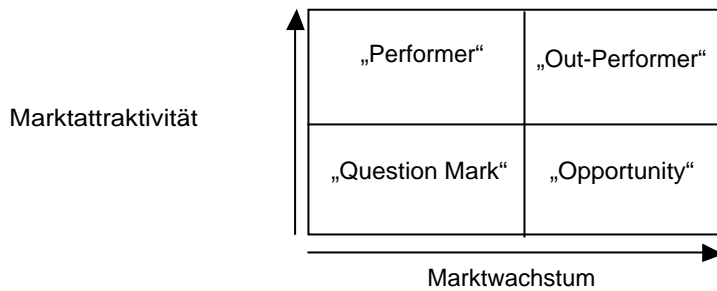 „Performer“
„Out-Performer“
Marktattraktivität
„Question Mark“
„Opportunity“
Marktwachstum